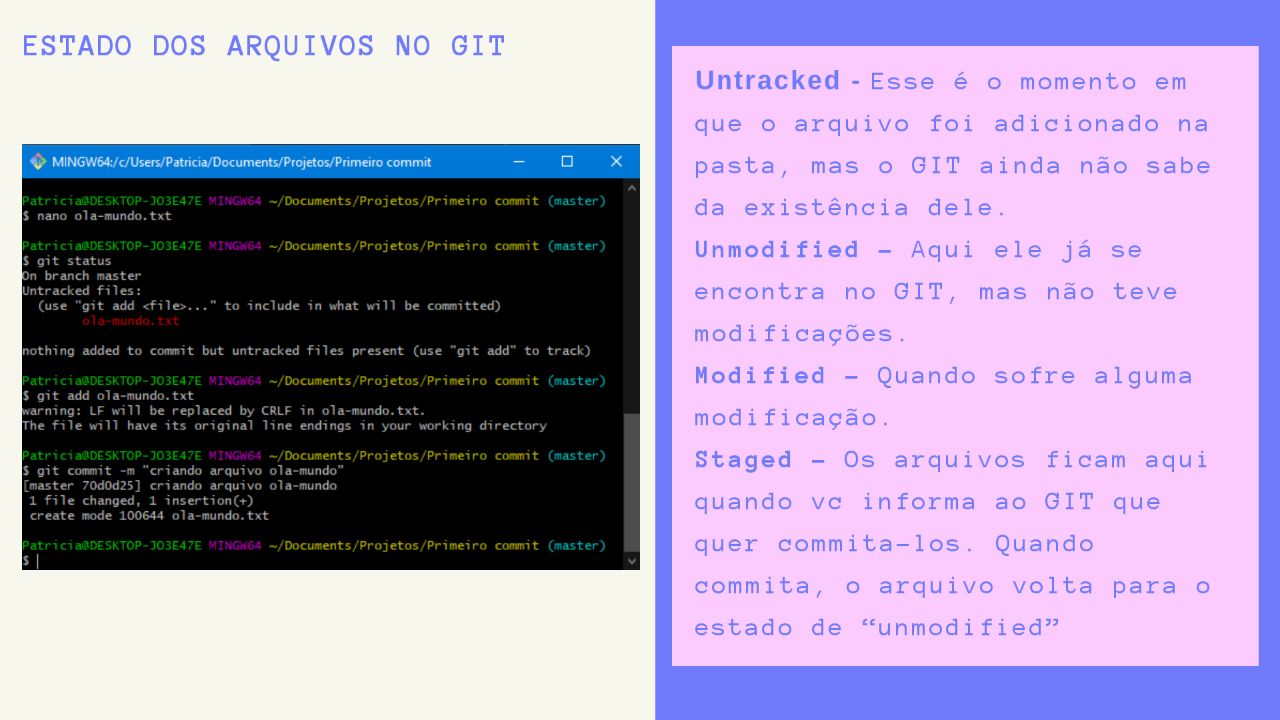 ESTADO DOS ARQUIVOS NO GIT
MINGW64:/c/Users/Patricia/Documents/Projetos/Primeiro commit
Patricia@DESKTOP-JO3E47E MINGW64 ~/Documents/Projetos/Primeiro commit (master)
$ nano ola-mundo.txt
Patricia@DESKTOP-JO3E47E MINGW64 ~/Documents/Projetos/Primeiro commit (master)
$ git status
On branch master
Untracked files:
(use "git add <file>..." to include in what will be committed)
ola-mundo.txt
nothing added to commit but untracked files present (use "git add" to track)
Patricia@DESKTOP-JO3E47E MINGW64 ~/Documents/Projetos/Primeiro commit (master)
$ git add ola-mundo.txt
warning: LF will be replaced by CRLF in ola-mundo.txt.
The file will have its original line endings in your working directory
Patricia@DESKTOP-JO3E47E MINGW64 ~/Documents/Projetos/Primeiro commit (master)
$ git commit -m "criando arquivo ola-mundo"
[master 70d0d25] criando arquivo ola-mundo
1 file changed, 1 insertion(+)
create mode 100644 ola-mundo.txt
Patricia@DESKTOP-JO3E47E MINGW64 ~/Documents/Projetos/Primeiro commit (master)
$
Untracked - Esse é o momento em
que o arquivo foi adicionado na
pasta, mas o GIT ainda não sabe
da existência dele.
Unmodified – Aqui ele já se
encontra no GIT, mas não teve
modificações.
Modified – Quando sofre alguma
modificação.
Staged – Os arquivos ficam aqui
quando vc informa ao GIT que
quer commita-los. Quando
commita, o arquivo volta para o
estado de “unmodified”